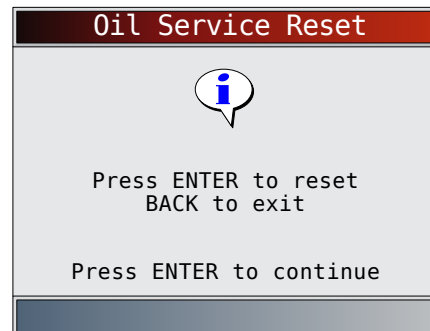 Oil Service Reset
i
Press ENTER to reset
BACK to exit
Press ENTER to continue